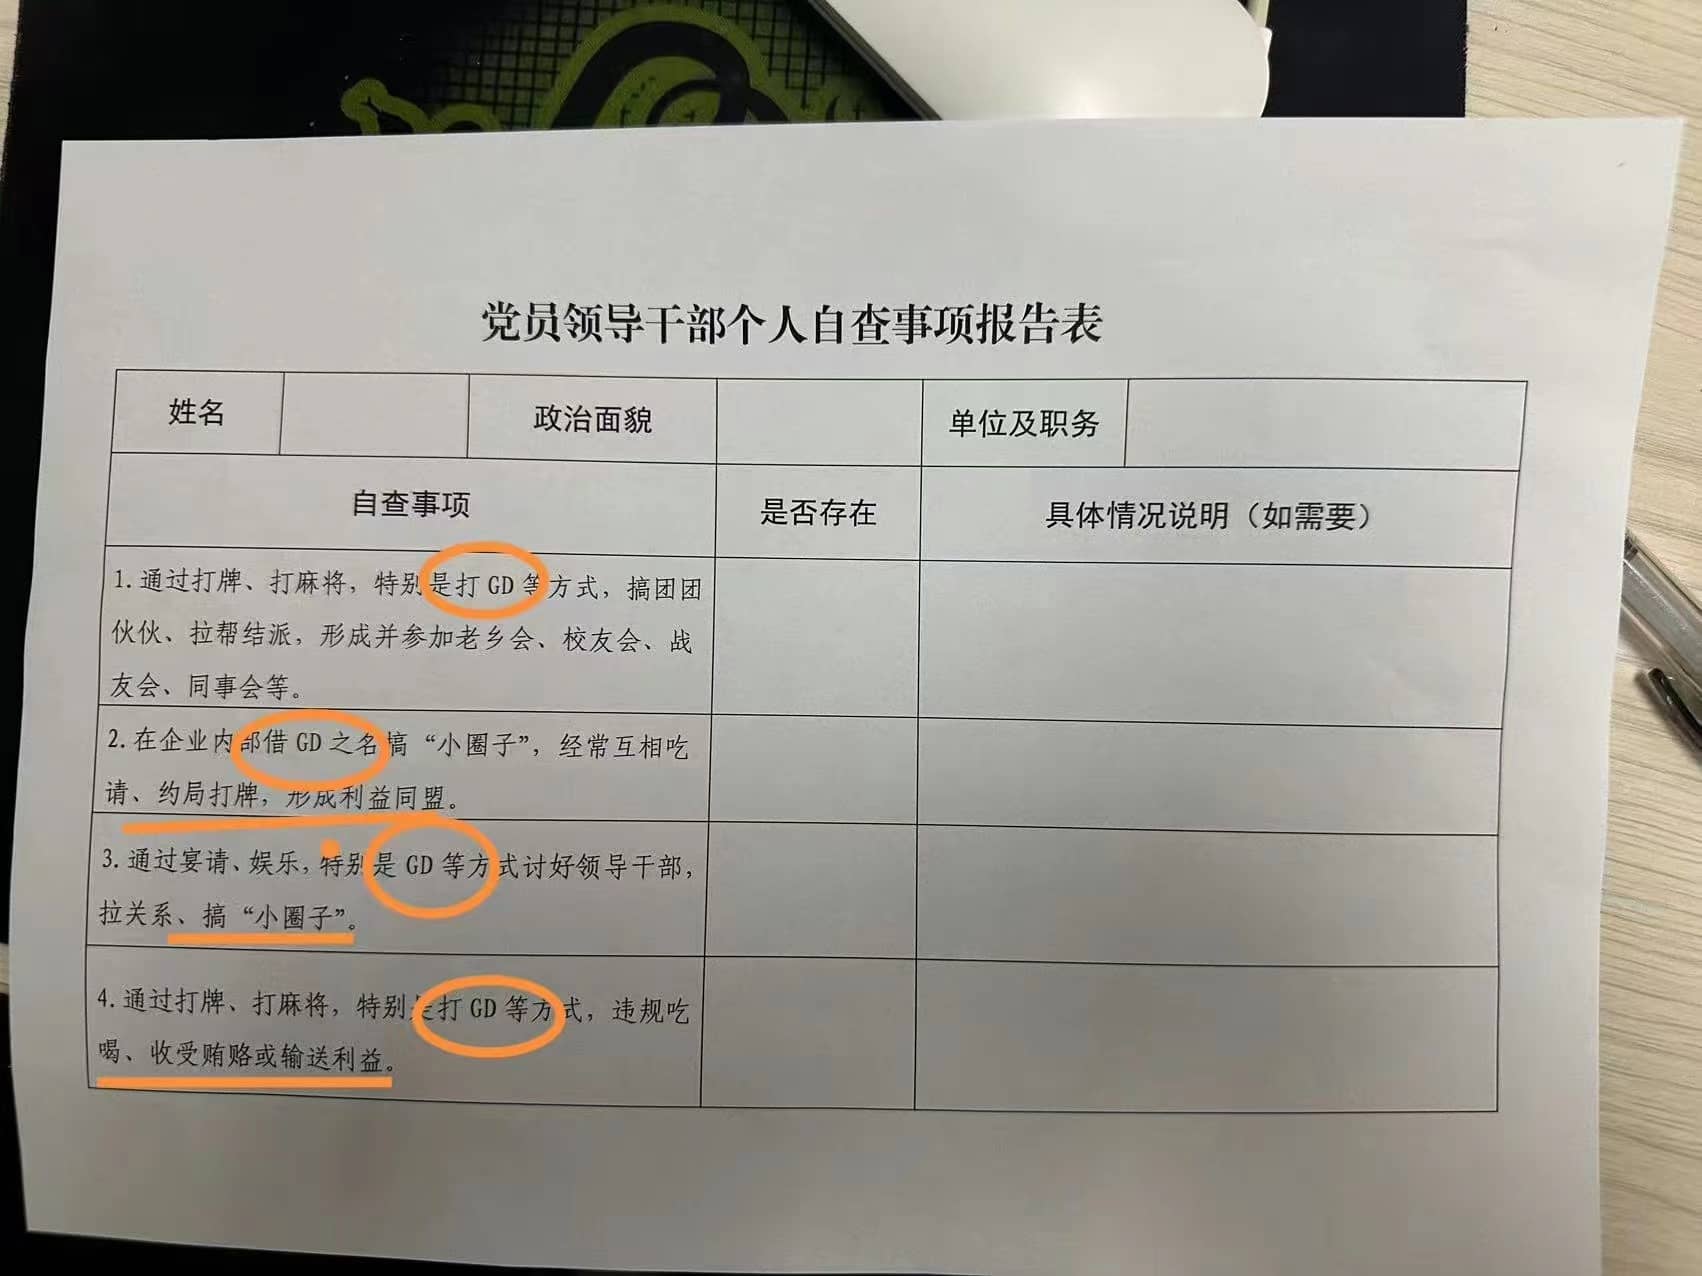 党员领导干部个人自查事项报告表
姓名 政治面貌 单位及职务
自查事项 是否存在 具体情况说明（如需要）
1.通过打牌、打麻将，特别是打 GD 等方式，搞团团
伙伙、拉帮结派，形成并参加老乡会、校友会、战
友会、同事会等。
2.在企业内部借 GD 之名搞“小圈子”，经常互相吃
请、约局打牌，形成利益同盟。
3.通过宴请、娱乐，特别是 GD 等方式讨好领导干部，
拉关系、搞“小圈子”。
4.通过打牌、打麻将，特别是打 GD 等方式，违规吃
喝、收受贿赂或输送利益。